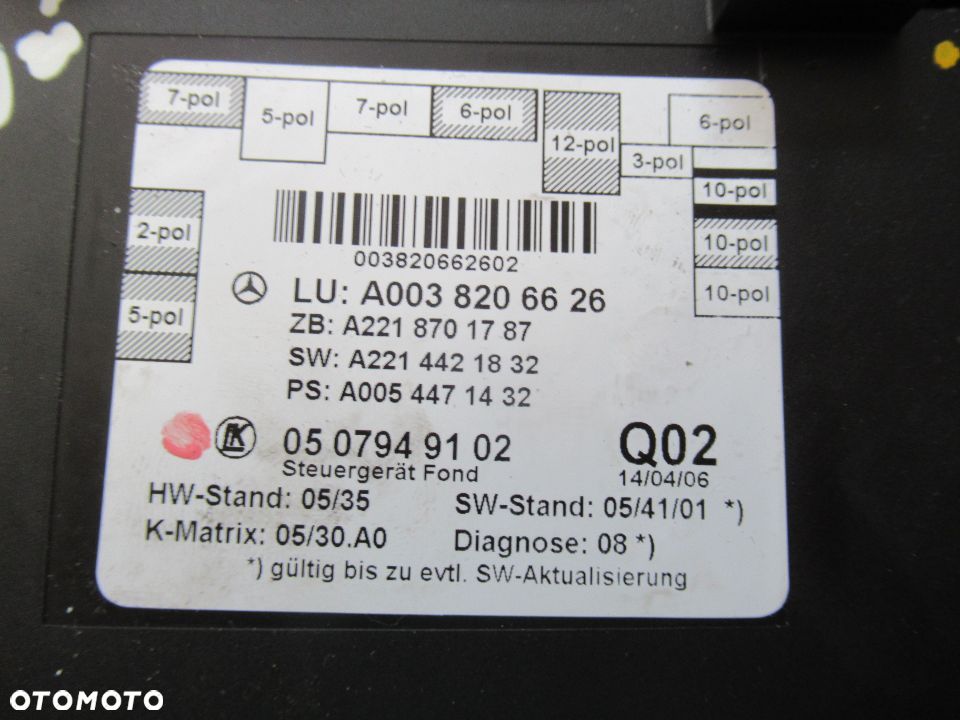 7-pol
5-pol
7-pol
6-pol
12-pol
3-pol
6-pol
10-pol
10-pol
10-pol
2-pol
5-pol
003820662602
LU: A003 820 66 26
ZB: A221 870 17 87
SW: A221 442 18 32
PS: A005 447 14 32
LK
05 0794 91 02
Q02
Steuergerät Fond
14/04/06
HW-Stand: 05/35
SW-Stand: 05/41/01 *)
K-Matrix: 05/30.A0
Diagnose: 08 *)
*) gültig bis zu evtl. SW-Aktualisierung
OTOMOTO